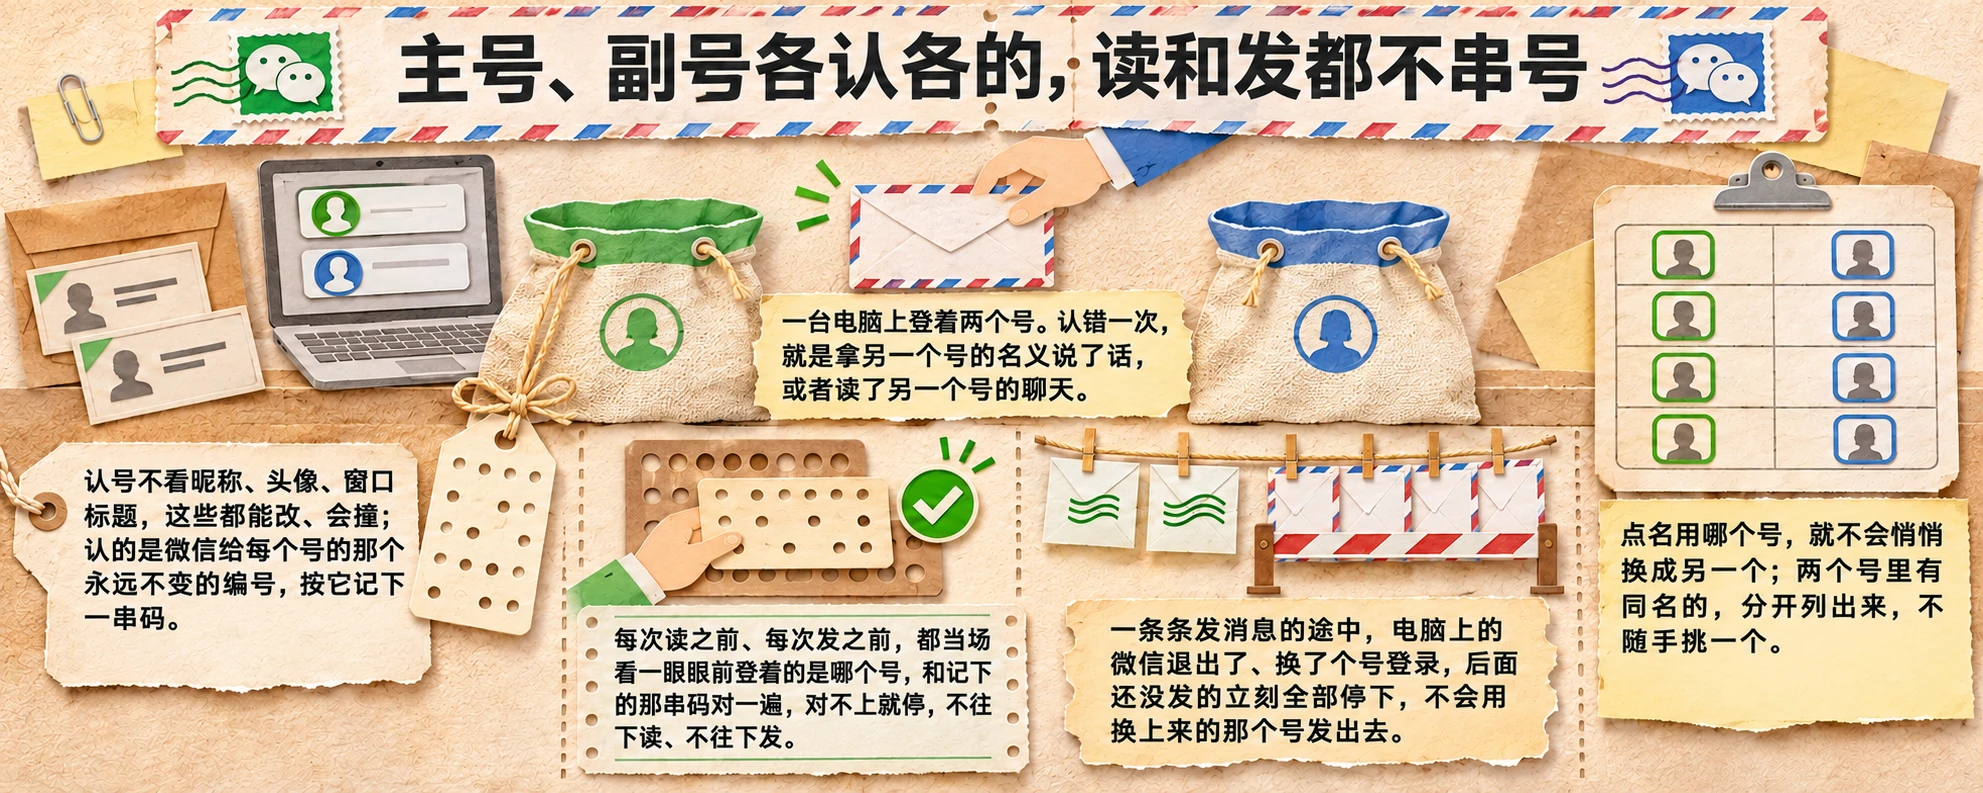 主号、副号各认各的，读和发都不串号
一台电脑上登着两个号。认错一次，
就是拿另一个号的名义说了话，
或者读了另一个号的聊天。
认号不看昵称、头像、窗口
标题，这些都能改、会撞；
认的是微信给每个号的那个
永远不变的编号，按它记下
一串码。
每次读之前、每次发之前，都当场
看一眼眼前登着的是哪个号，和记下
的那串码对一遍，对不上就停，不往
下读、不往下发。
一条条发消息的途中，电脑上的
微信退出了、换了个号登录，后面
还没发的立刻全部停下，不会用
换上来的那个号发出去。
点名用哪个号，就不会悄悄
换成另一个；两个号里有
同名的，分开列出来，不
随手挑一个。